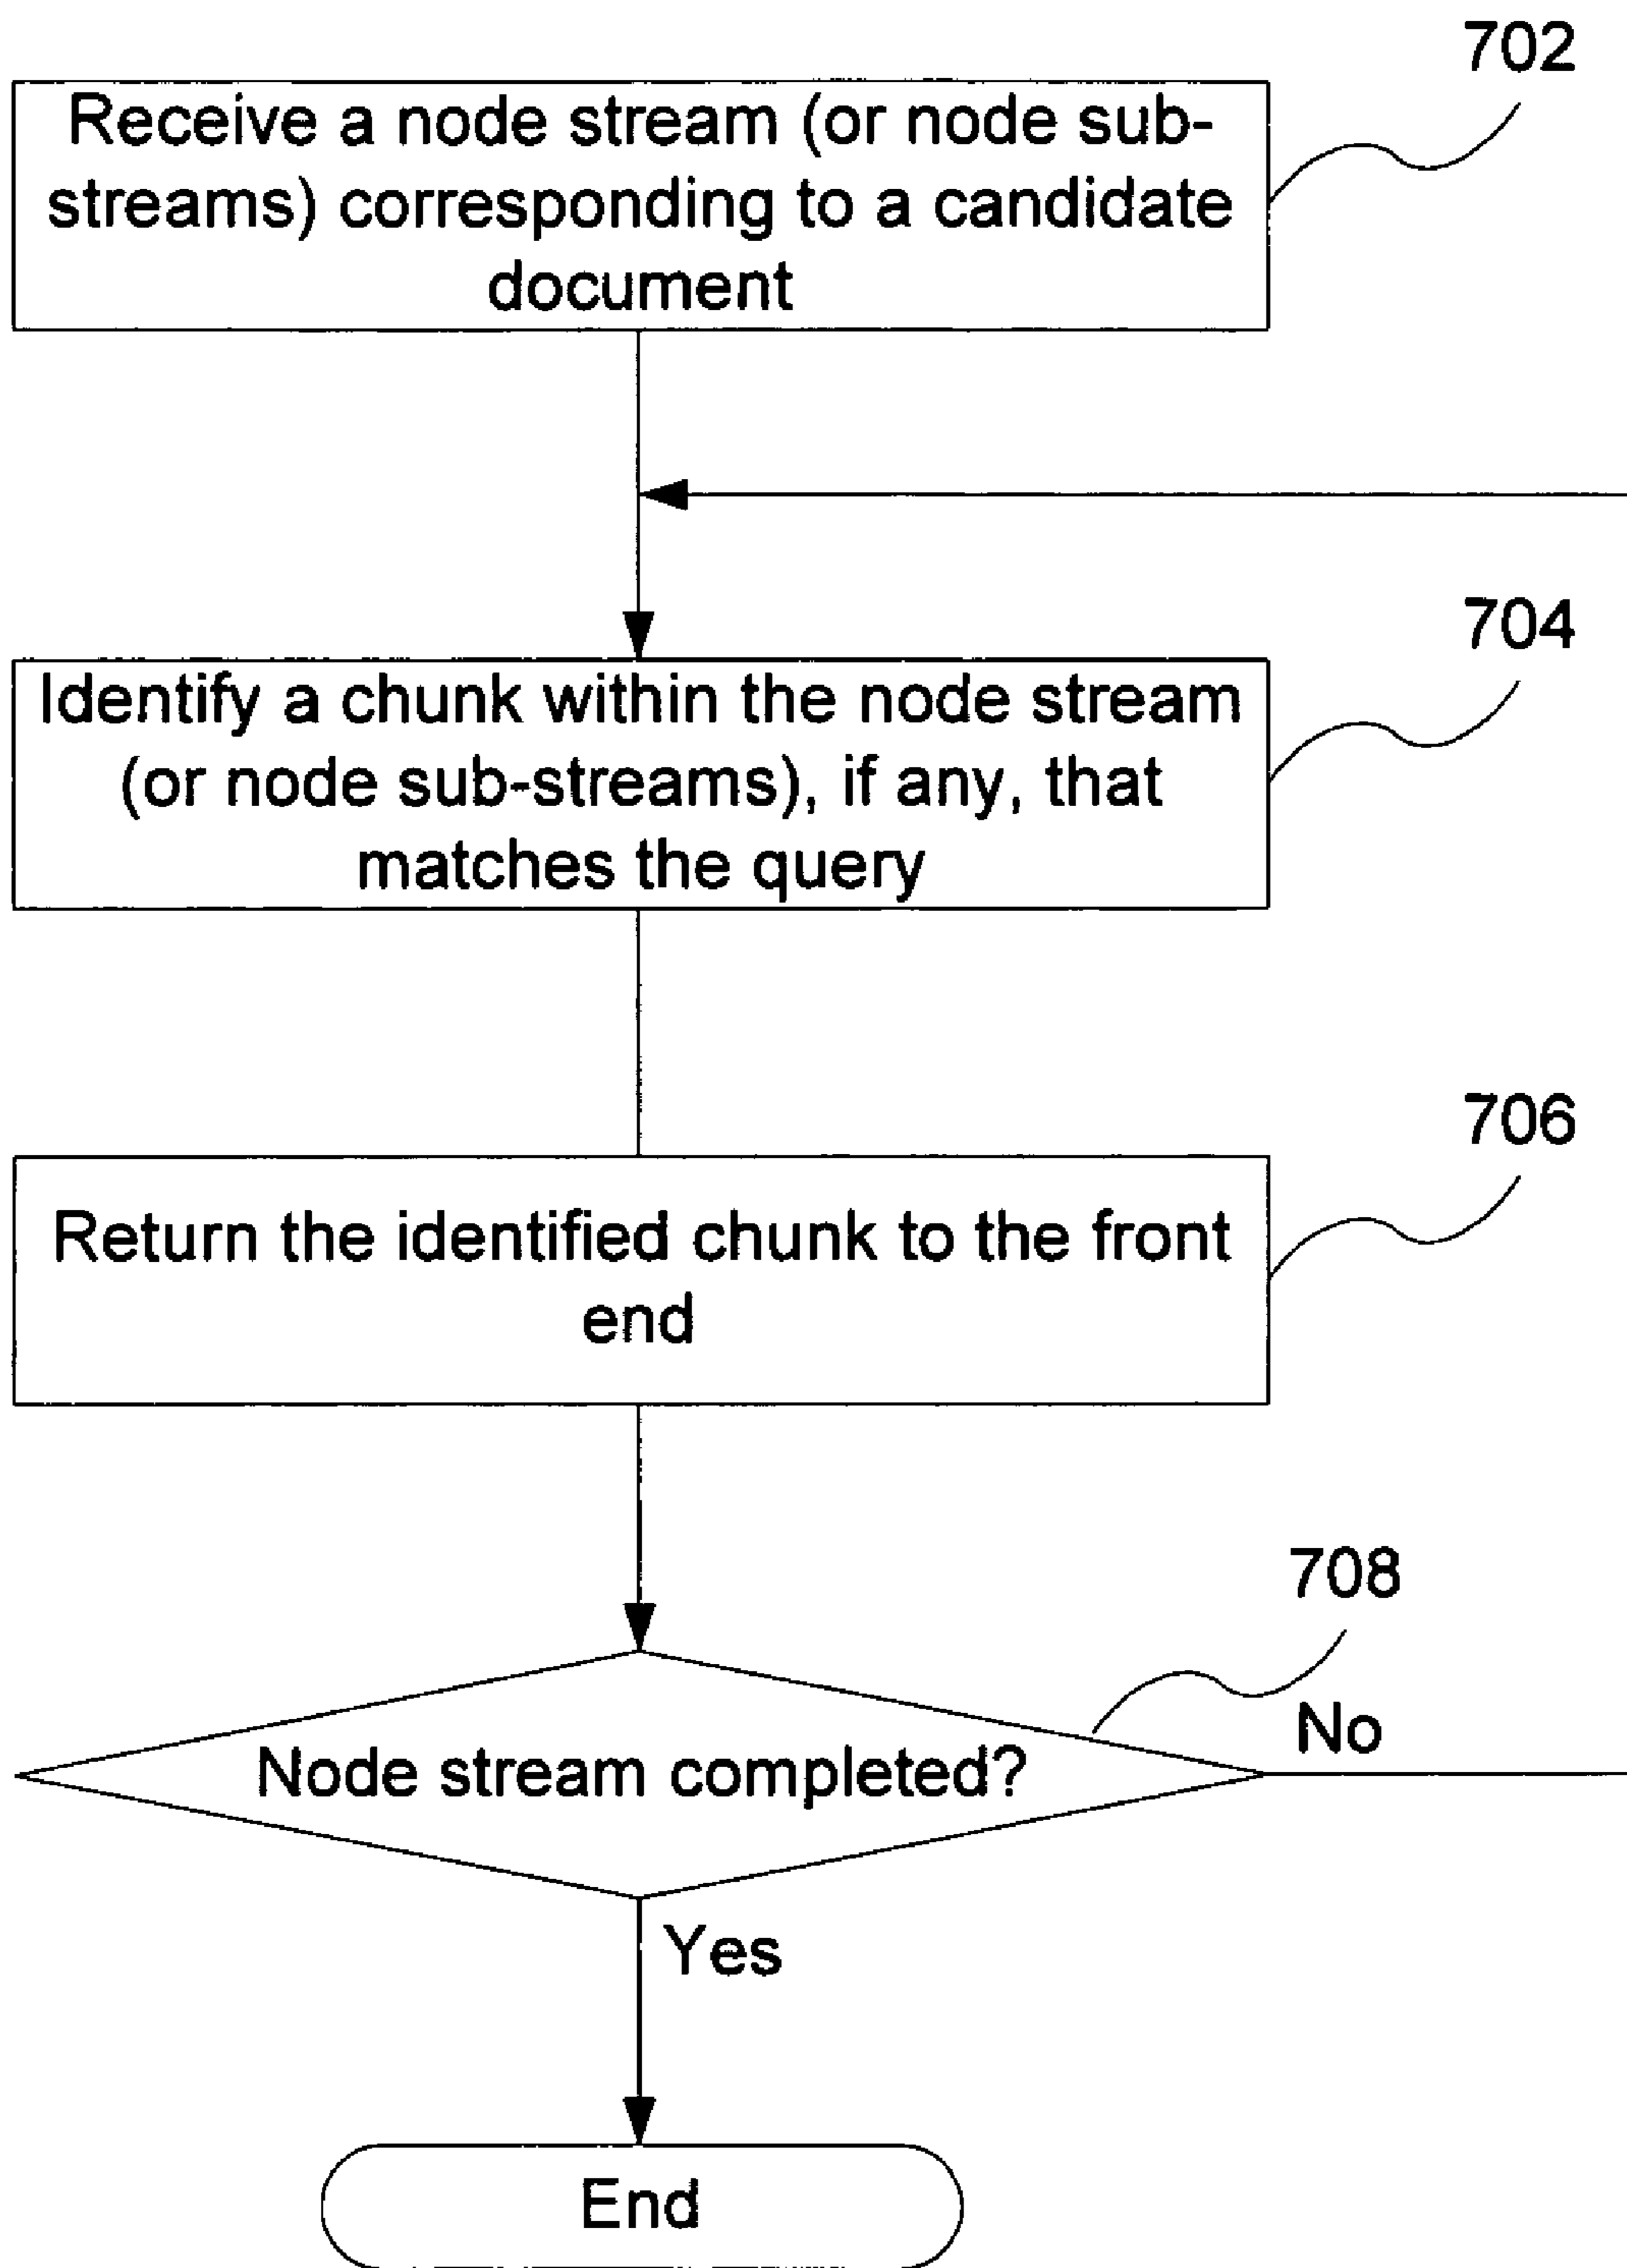 702
Receive a node stream (or node sub-
streams) corresponding to a candidate
document
704
Identify a chunk within the node stream
(or node sub-streams), if any, that
matches the query
706
Return the identified chunk to the front
end
708
No
Node stream completed?
Yes
End